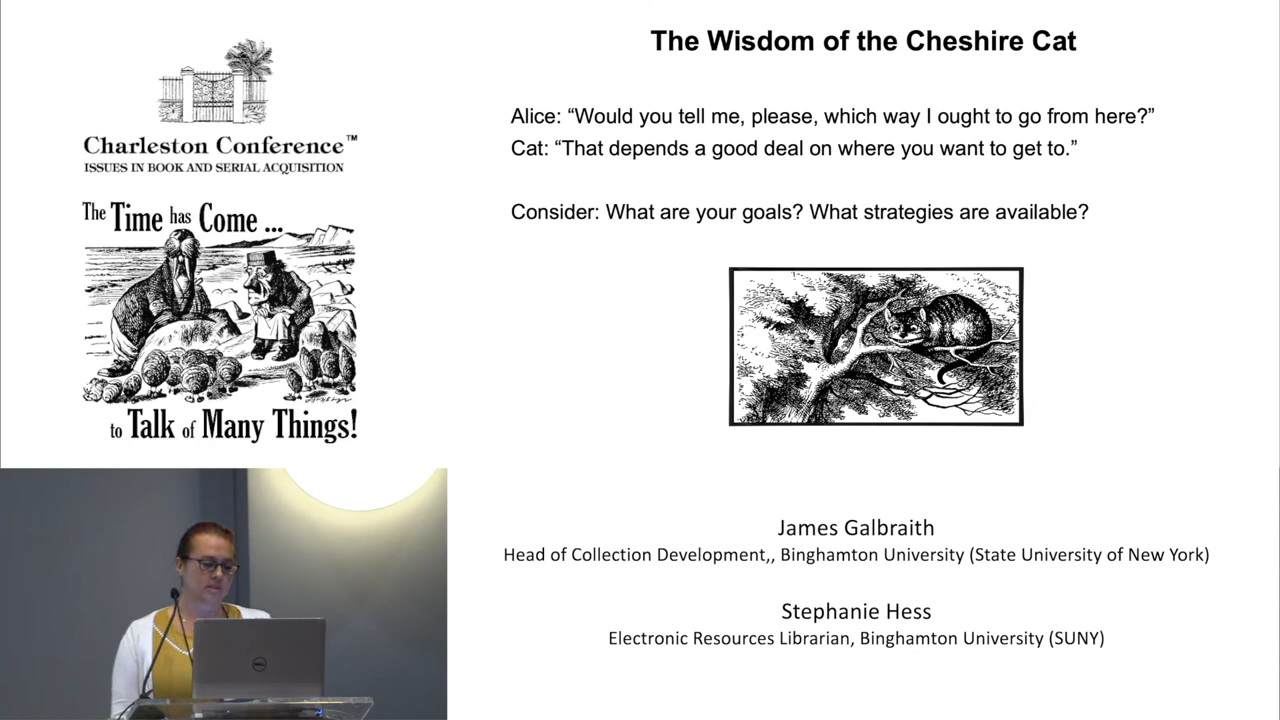 Charleston Conference™
ISSUES IN BOOK AND SERIAL ACQUISITION
The Time has Come ...
to Talk of Many Things!
The Wisdom of the Cheshire Cat
Alice: “Would you tell me, please, which way I ought to go from here?”
Cat: “That depends a good deal on where you want to get to.”
Consider: What are your goals? What strategies are available?
James Galbraith
Head of Collection Development,, Binghamton University (State University of New York)
Stephanie Hess
Electronic Resources Librarian, Binghamton University (SUNY)
DELL